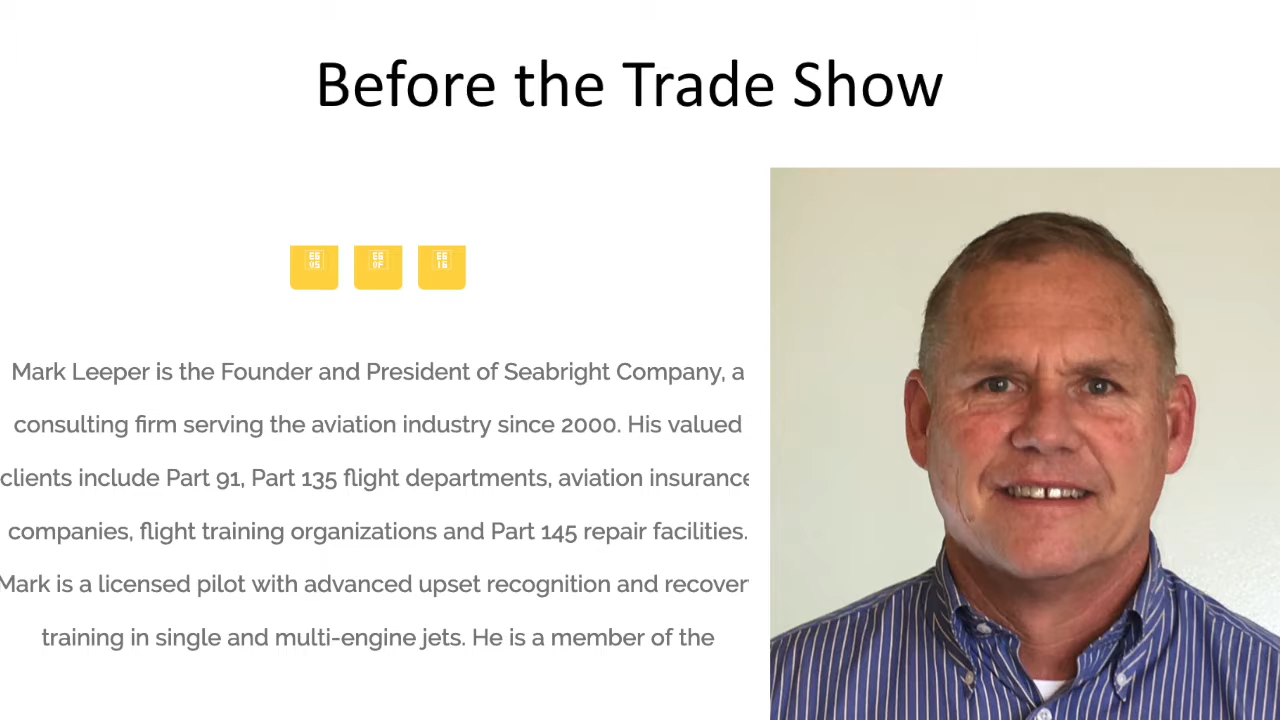 Before the Trade Show
Mark Leeper is the Founder and President of Seabright Company, a
consulting firm serving the aviation industry since 2000. His valued
clients include Part 91, Part 135 flight departments, aviation insurance
companies, flight training organizations and Part 145 repair facilities.
Mark is a licensed pilot with advanced upset recognition and recover
training in single and multi-engine jets. He is a member of the